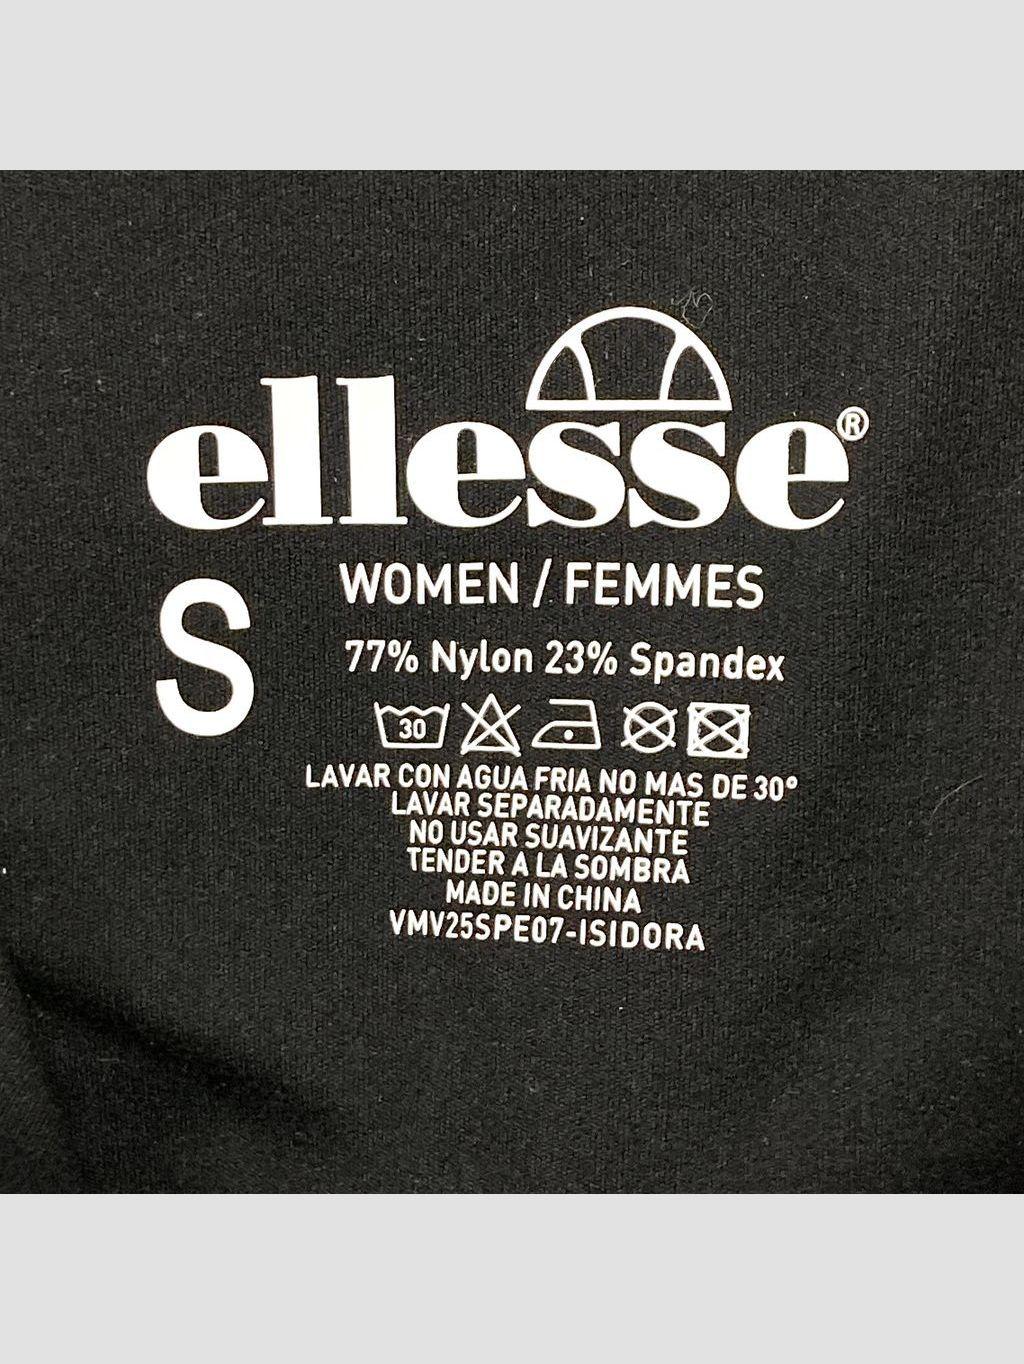 ellesse®
S
WOMEN / FEMMES
77% Nylon 23% Spandex
30
LAVAR CON AGUA FRIA NO MAS DE 30°
LAVAR SEPARADAMENTE
NO USAR SUAVIZANTE
TENDER A LA SOMBRA
MADE IN CHINA
VMV25SPE07-ISIDORA